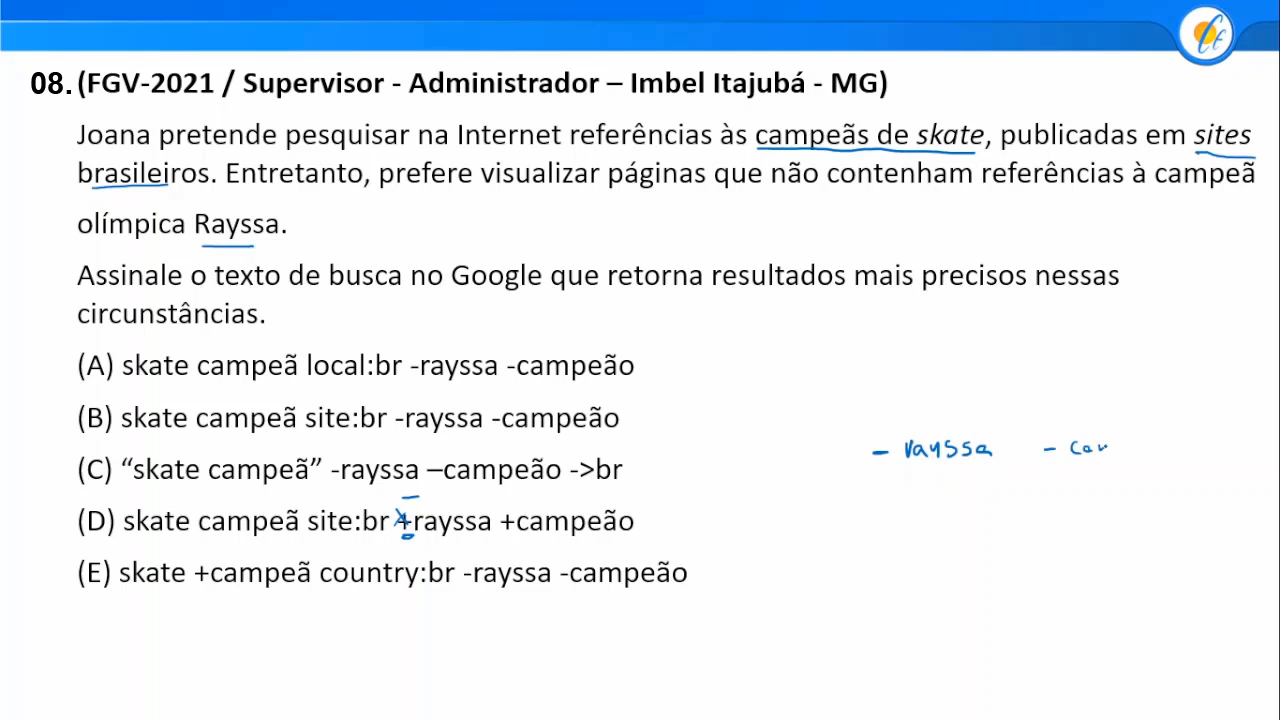 08. (FGV-2021 / Supervisor - Administrador – Imbel Itajubá - MG)
Joana pretende pesquisar na Internet referências às campeãs de skate, publicadas em sites
brasileiros. Entretanto, prefere visualizar páginas que não contenham referências à campeã
olímpica Rayssa.
Assinale o texto de busca no Google que retorna resultados mais precisos nessas
circunstâncias.
(A) skate campeã local:br -rayssa -campeão
(B) skate campeã site:br -rayssa -campeão
(C) “skate campeã” -rayssa –campeão ->br
(D) skate campeã site:br +rayssa +campeão
(E) skate +campeã country:br -rayssa -campeão
- rayssa